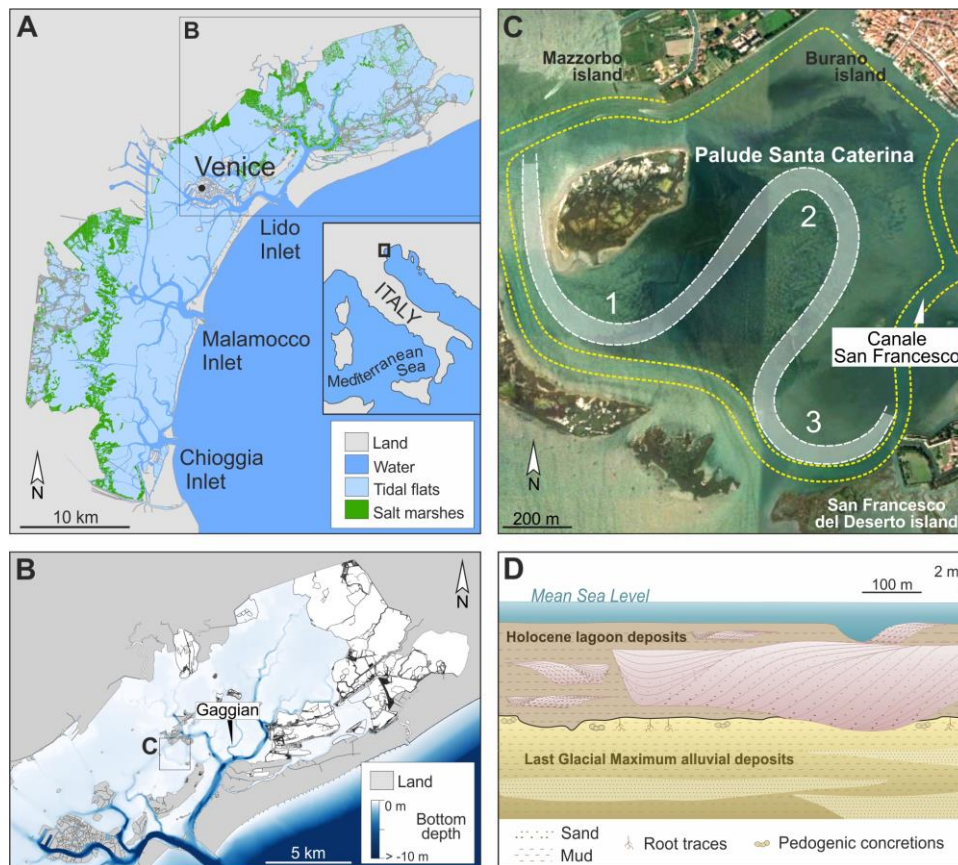 A
B
Venice
Lido
Inlet
Malamocco
Inlet
Chioggia
Inlet
ITALY
Mediterranean
Sea
N
10 km
Land
Water
Tidal flats
Salt marshes
C
Mazzorbo
island
Burano
island
Palude Santa Caterina
1
2
3
Canale
San Francesco
N
200 m
San Francesco
del Deserto island
B
N
Gaggian
C
Land
0 m
Bottom
depth
> -10 m
5 km
D
100 m
2 m
Mean Sea Level
Holocene lagoon deposits
Last Glacial Maximum alluvial deposits
Sand
Mud
Root traces
Pedogenic concretions